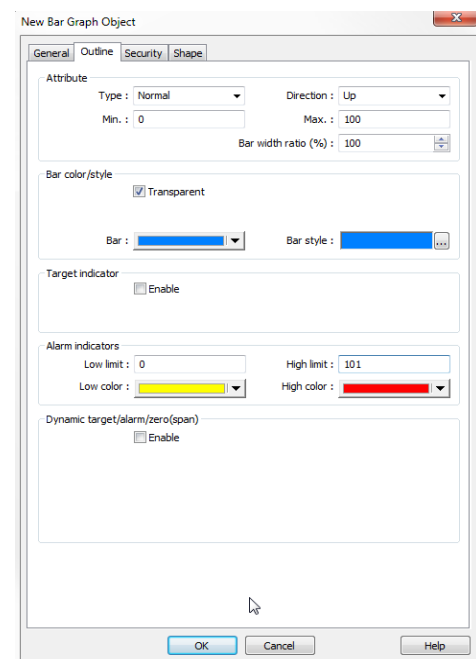 New Bar Graph Object
General Outline Security Shape
Attribute
Type : Normal Direction : Up
Min. : 0 Max. : 100
Bar width ratio (%) : 100
Bar color/style
Transparent
Bar : Bar style : ...
Target indicator
Enable
Alarm indicators
Low limit : 0 High limit : 101
Low color : High color :
Dynamic target/alarm/zero(span)
Enable
OK Cancel Help